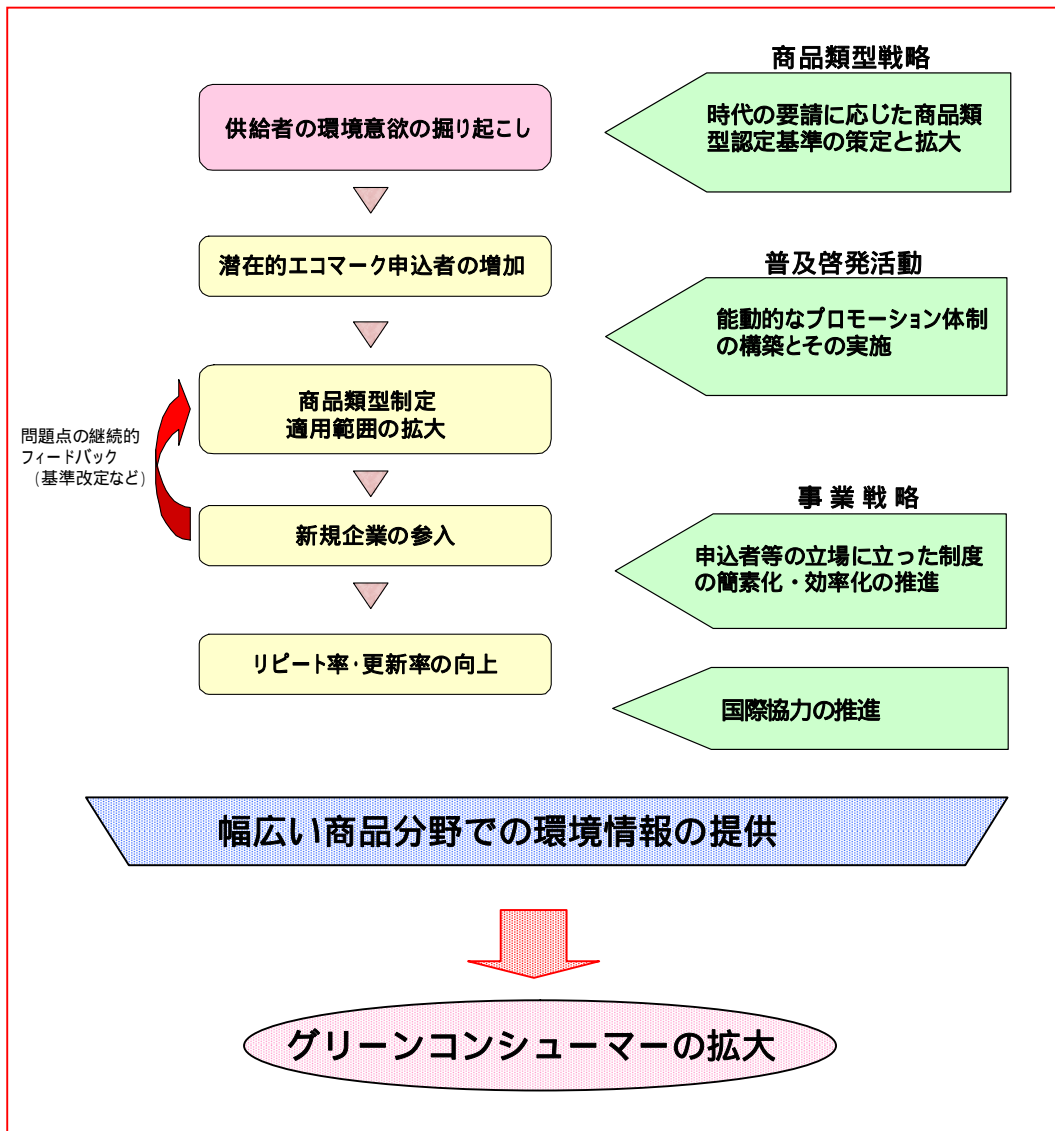 商品類型戦略
供給者の環境意欲の掘り起こし
時代の要請に応じた商品類
型認定基準の策定と拡大
潜在的エコマーク申込者の増加
普及啓発活動
能動的なプロモーション体制
の構築とその実施
商品類型制定
適用範囲の拡大
問題点の継続的
フィードバック
(基準改定など)
新規企業の参入
事 業 戦 略
申込者等の立場に立った制度
の簡素化・効率化の推進
リピート率・更新率の向上
国際協力の推進
幅広い商品分野での環境情報の提供
グリーンコンシューマーの拡大